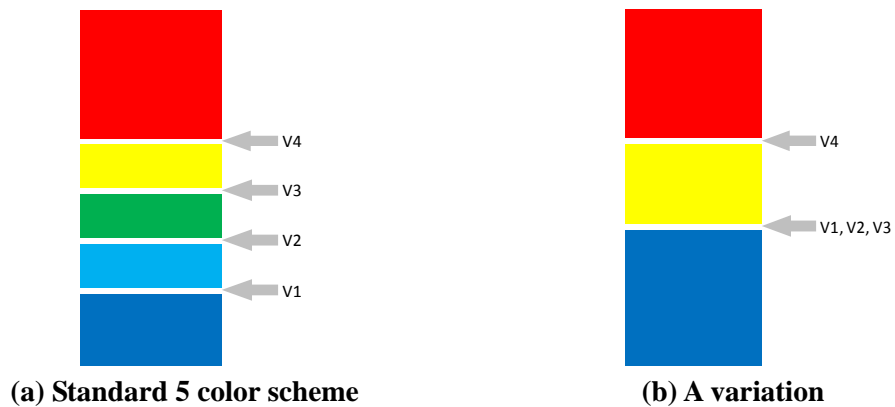 V4
V3
V2
V1
(a) Standard 5 color scheme
V4
V1, V2, V3
(b) A variation